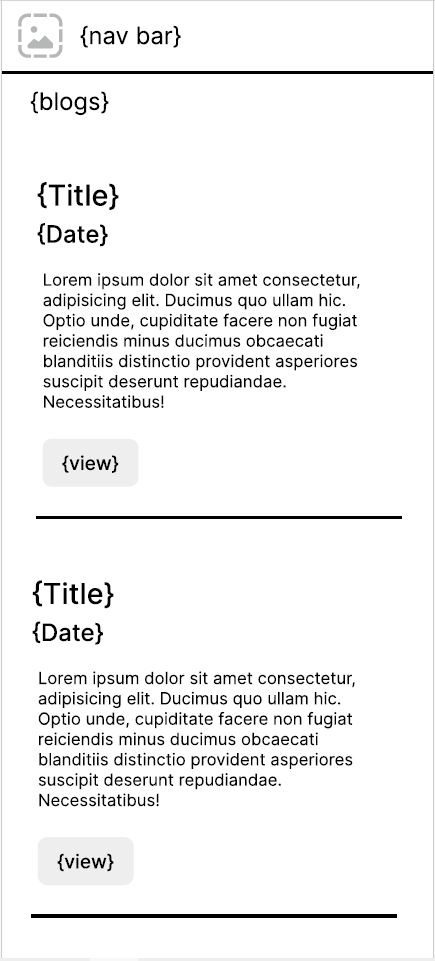 {nav bar}
{blogs}
{Title}
{Date}
Lorem ipsum dolor sit amet consectetur,
adipisicing elit. Ducimus quo ullam hic.
Optio unde, cupiditate facere non fugiat
reiciendis minus ducimus obcaecati
blanditiis distinctio provident asperiores
suscipit deserunt repudiandae.
Necessitatibus!
{view}
{Title}
{Date}
Lorem ipsum dolor sit amet consectetur,
adipisicing elit. Ducimus quo ullam hic.
Optio unde, cupiditate facere non fugiat
reiciendis minus ducimus obcaecati
blanditiis distinctio provident asperiores
suscipit deserunt repudiandae.
Necessitatibus!
{view}